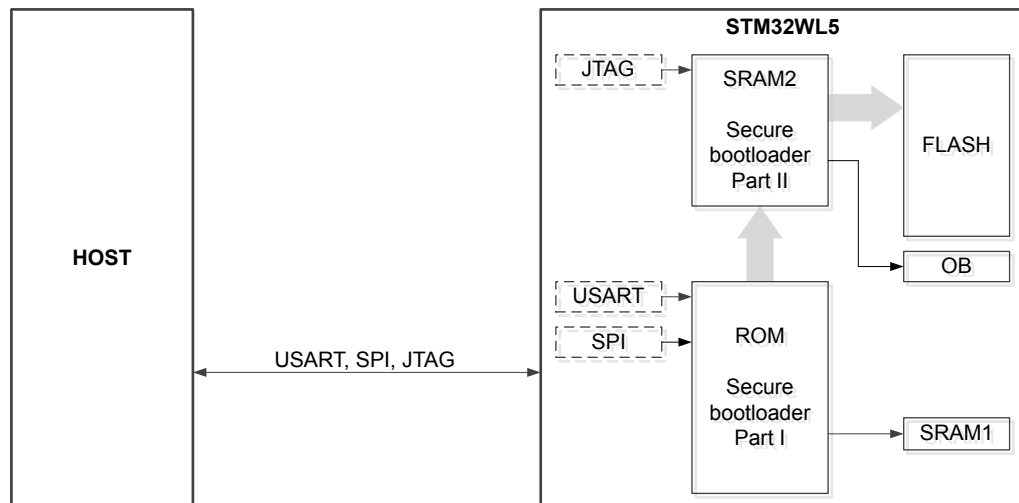 STM32WL5
JTAG
SRAM2
Secure
bootloader
Part II
FLASH
HOST
OB
USART
SPI
ROM
Secure
bootloader
Part I
USART, SPI, JTAG
SRAM1